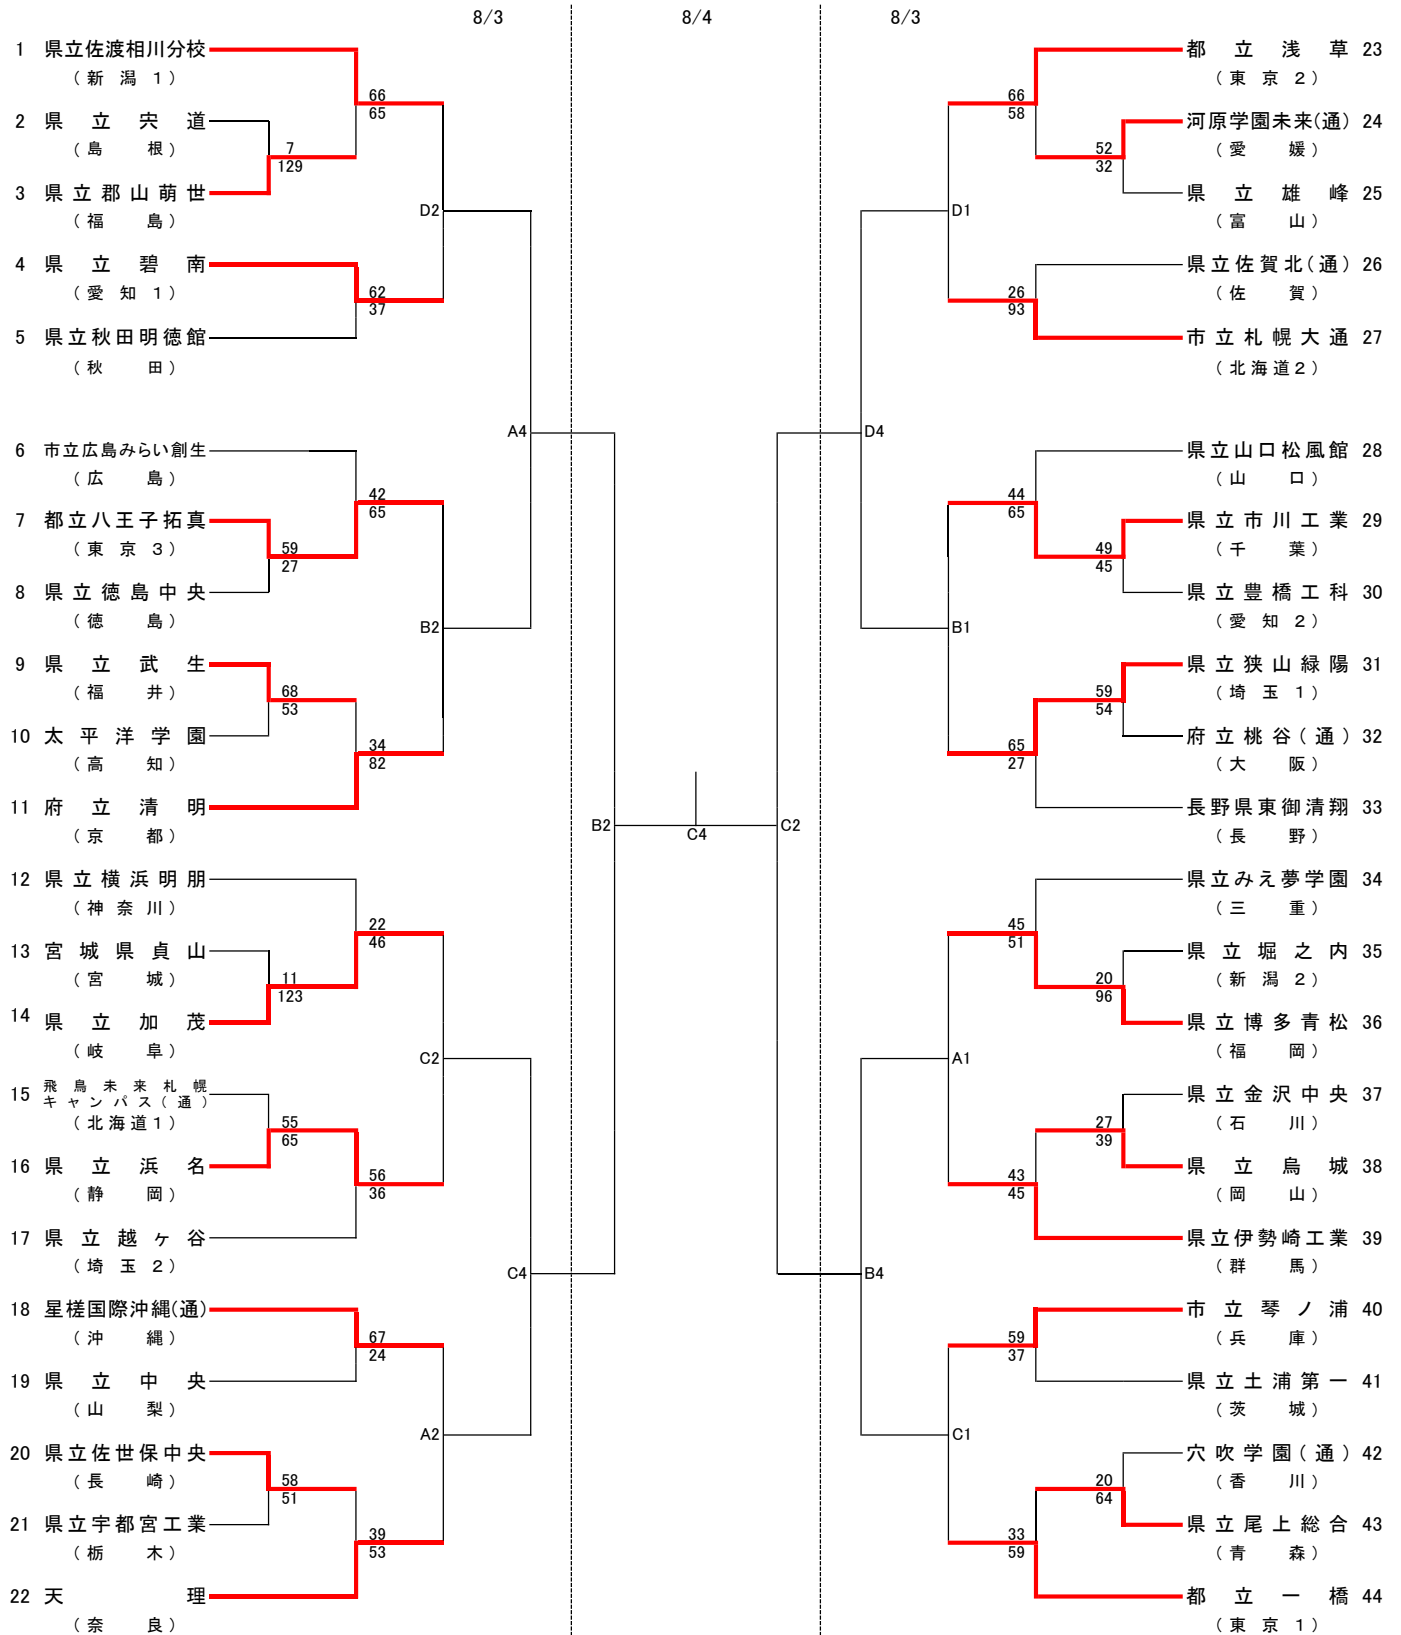 8/3
8/4
8/3
1 県立佐渡相川分校
(新潟1)
66
65
2 県立宍道
(島根)
7
129
3 県立郡山萌世
(福島)
D2
4 県立碧南
(愛知1)
62
37
5 県立秋田明徳館
(秋田)
A4
6 市立広島みらい創生
(広島)
42
65
7 都立八王子拓真
(東京3)
59
27
8 県立徳島中央
(徳島)
B2
9 県立武生
(福井)
68
53
10 太平洋学園
(高知)
34
82
11 府立清明
(京都)
B2
12 県立横浜明朋
(神奈川)
22
46
13 宮城県貞山
(宮城)
11
123
14 県立加茂
(岐阜)
C2
15 飛鳥未来札幌
キャンパス(通)
(北海道1)
55
65
16 県立浜名
(静岡)
56
36
17 県立越ヶ谷
(埼玉2)
C4
18 星槎国際沖縄(通)
(沖縄)
67
24
19 県立中央
(山梨)
A2
20 県立佐世保中央
(長崎)
58
51
21 県立宇都宮工業
(栃木)
39
53
22 天理
(奈良)
C4
都立浅草 23
(東京2)
66
58
河原学園未来(通) 24
(愛媛)
52
32
県立雄峰 25
(富山)
D1
県立佐賀北(通) 26
(佐賀)
26
93
市立札幌大通 27
(北海道2)
D4
県立山口松風館 28
(山口)
44
65
県立市川工業 29
(千葉)
49
45
県立豊橋工科 30
(愛知2)
B1
県立狭山緑陽 31
(埼玉1)
59
54
府立桃谷(通) 32
(大阪)
65
27
長野県東御清翔 33
(長野)
C2
県立みえ夢学園 34
(三重)
45
51
県立堀之内 35
(新潟2)
20
96
県立博多青松 36
(福岡)
A1
県立金沢中央 37
(石川)
27
39
県立烏城 38
(岡山)
43
45
県立伊勢崎工業 39
(群馬)
B4
市立琴ノ浦 40
(兵庫)
59
37
県立土浦第一 41
(茨城)
C1
穴吹学園(通) 42
(香川)
20
64
県立尾上総合 43
(青森)
33
59
都立一橋 44
(東京1)